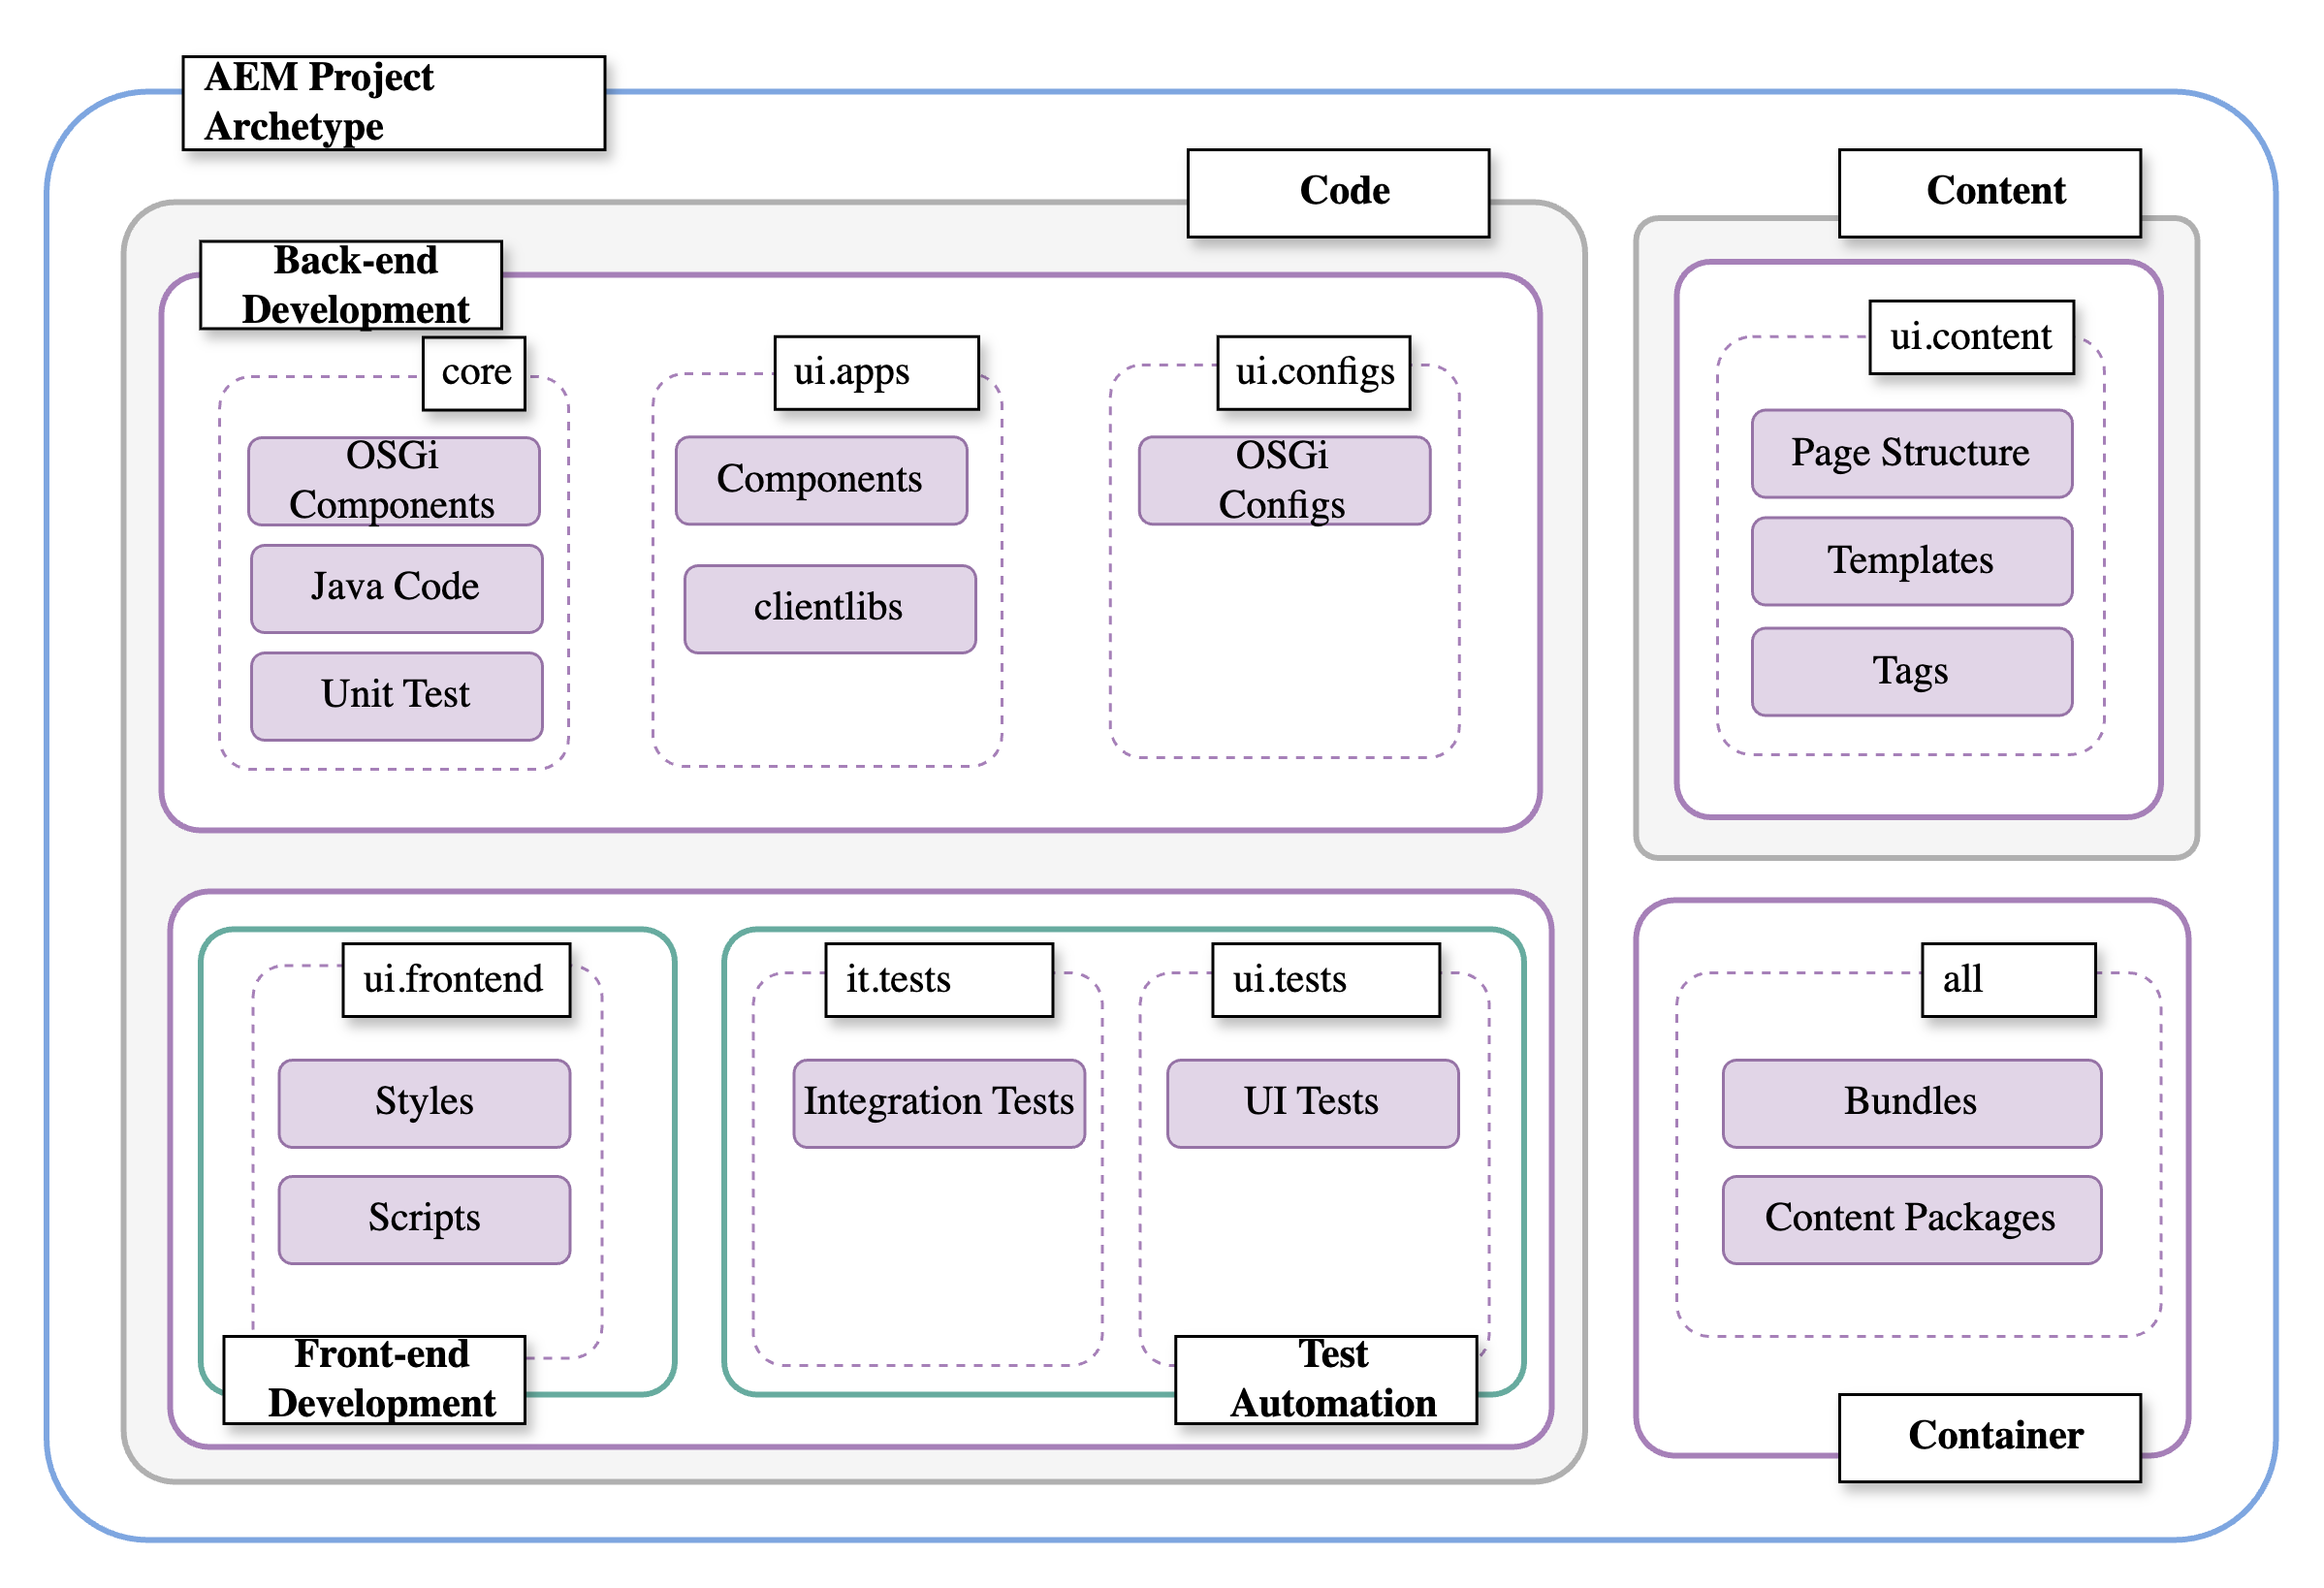 AEM Project
Archetype
Code
Content
Back-end
Development
core
ui.apps
ui.configs
ui.content
OSGi
Components
Java Code
Unit Test
Components
clientlibs
OSGi
Configs
Page Structure
Templates
Tags
ui.frontend
Styles
Scripts
Front-end
Development
it.tests
Integration Tests
ui.tests
UI Tests
Test
Automation
all
Bundles
Content Packages
Container